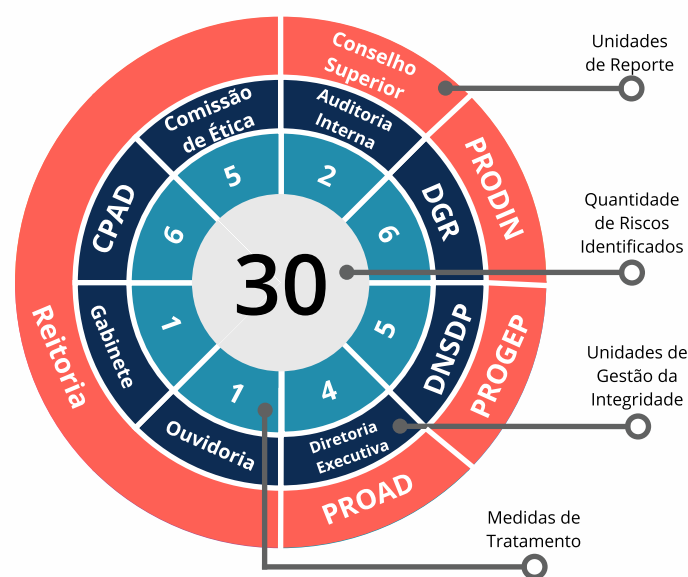 Conselho
Superior
Unidades
de Reporte
Comissão
de Ética
Auditoria
Interna
PRODIN
CPAD
DGR
5
2
6
6
Quantidade
de Riscos
Identificados
30
Reitoria
Gabinete
1
5
DNSDP
PROGEP
1
4
Unidades de
Gestão da
Integridade
Ouvidoria
Diretoria
Executiva
PROAD
Medidas de
Tratamento